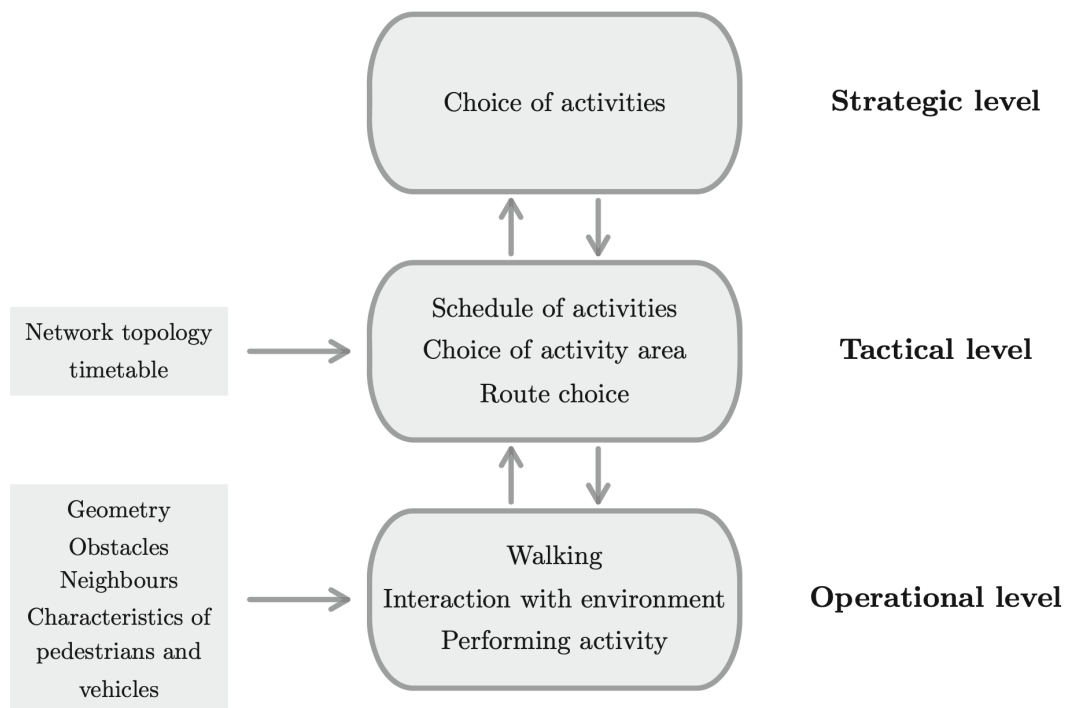 Choice of activities
Strategic level
Network topology
timetable
Schedule of activities
Choice of activity area
Route choice
Tactical level
Geometry
Obstacles
Neighbours
Characteristics of
pedestrians and
vehicles
Walking
Interaction with environment
Performing activity
Operational level